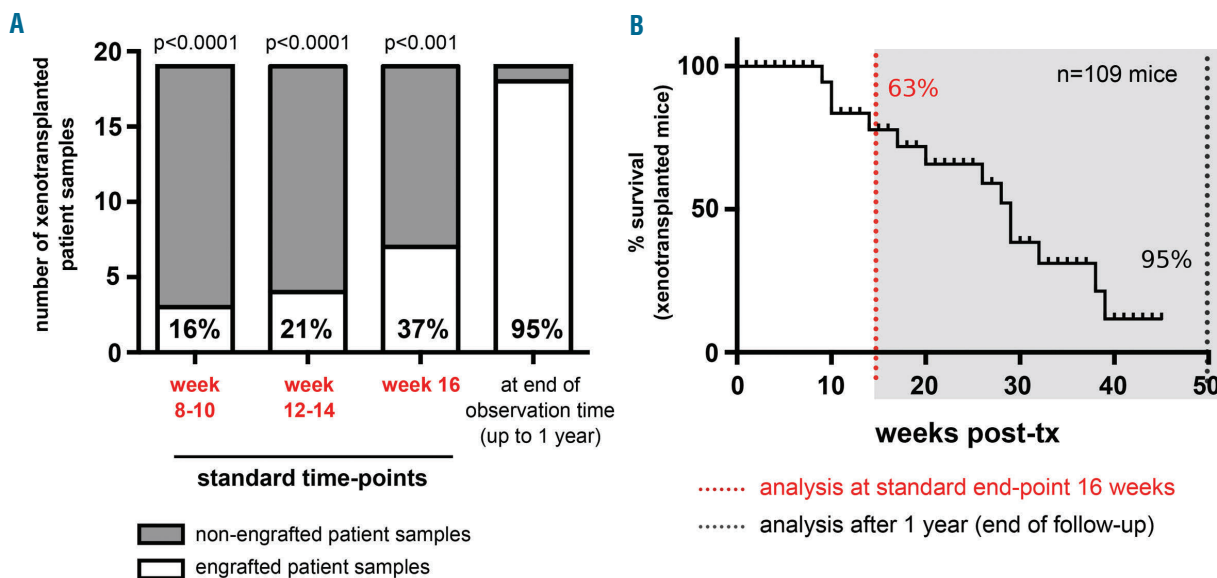 A
p<0.0001 p<0.0001 p<0.001
number of xenotransplanted
patient samples
20
15
10
5
0
16% 21% 37% 95%
week
8-10
week
12-14
week 16
at end of
observation time
(up to 1 year)
standard time-points
non-engrafted patient samples
engrafted patient samples
B
% survival
(xenotransplanted mice)
100
50
0
63%
n=109 mice
95%
0 10 20 30 40 50
weeks post-tx
analysis at standard end-point 16 weeks
analysis after 1 year (end of follow-up)